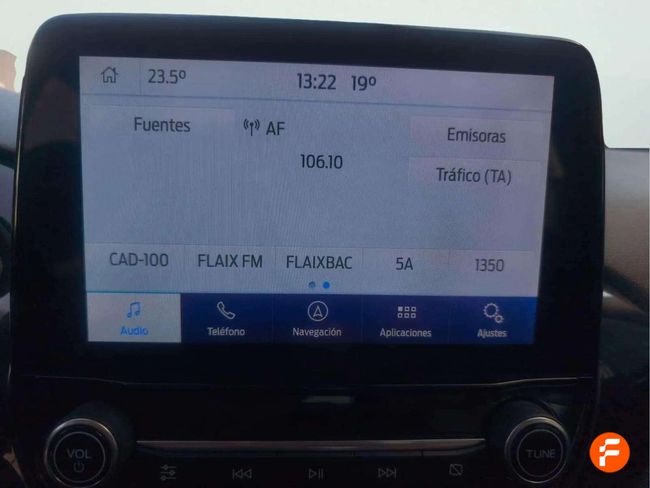 23.5º 13:22 19º
Fuentes AF Emisoras
106.10
Tráfico (TA)
CAD-100 FLAIX FM FLAIXBAC 5A 1350
Audio Teléfono Navegación Aplicaciones Ajustes
VOL TUNE